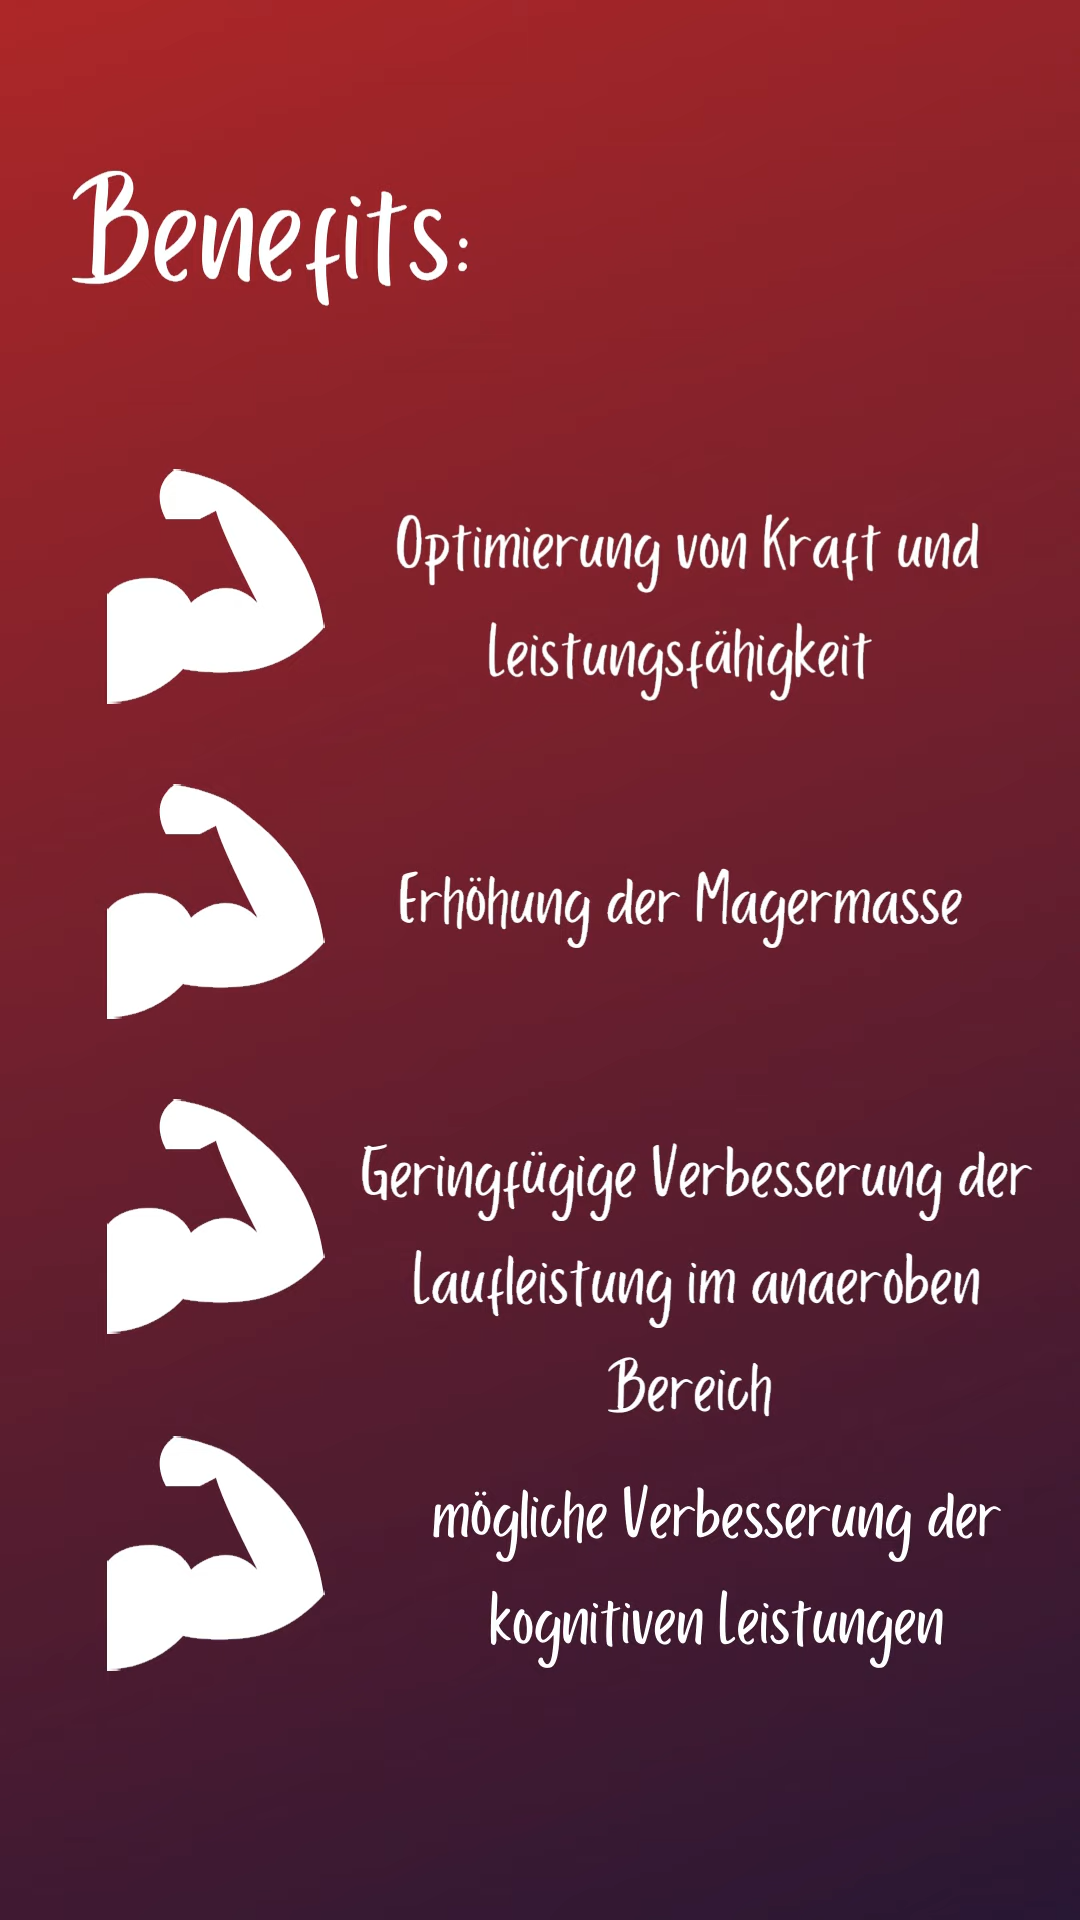 Benefits:
Optimierung von Kraft und
Leistungsfähigkeit
Erhöhung der Magermasse
Geringfügige Verbesserung der
Laufleistung im anaeroben
Bereich
mögliche Verbesserung der
kognitiven Leistungen